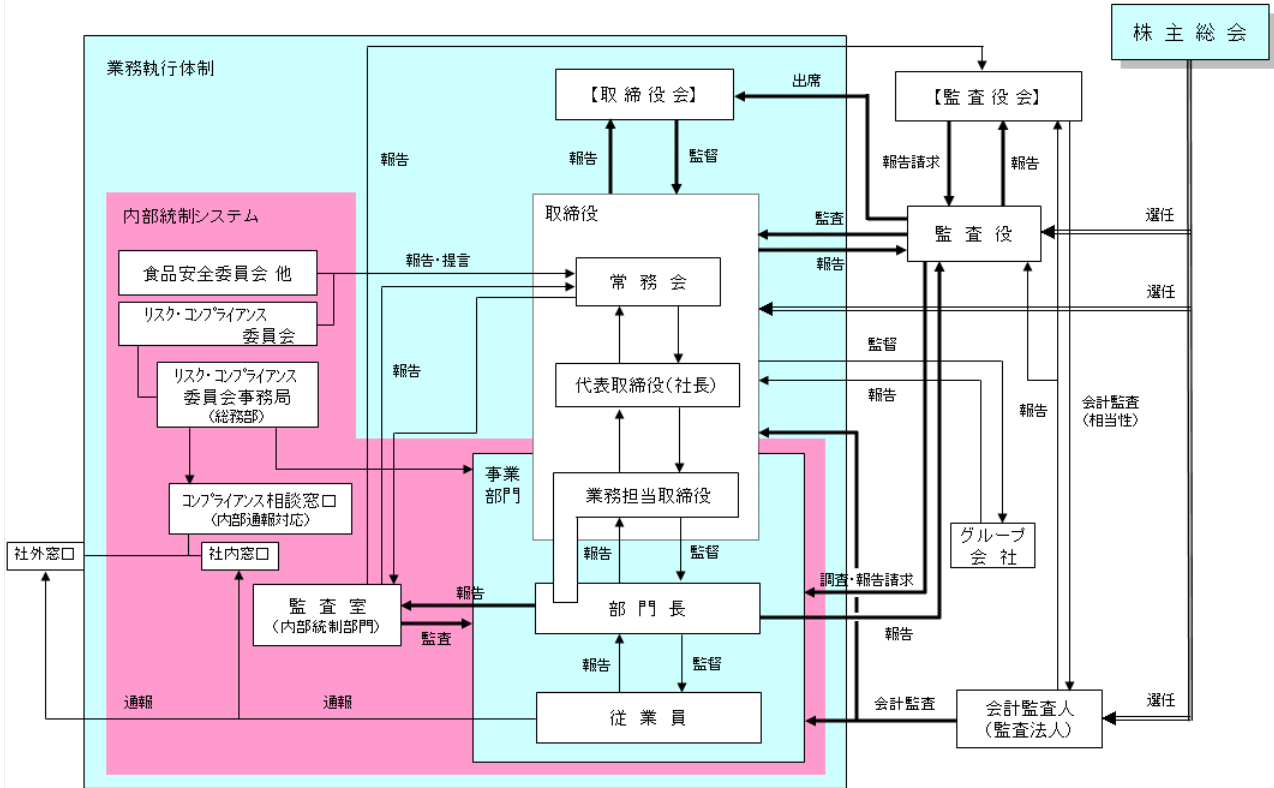 株主総会
業務執行体制
【取締役会】
出席
【監査役会】
報告
報告
監督
報告請求
報告
内部統制システム
取締役
監査
監査役
選任
報告
食品安全委員会 他
報告・提言
常務会
選任
リスク・コンプライアンス
委員会
監督
リスク・コンプライアンス
委員会事務局
(総務部)
報告
代表取締役(社長)
報告
報告
会計監査
(相当性)
事業
部門
業務担当取締役
コンプライアンス相談窓口
(内部通報対応)
グループ
会社
社外窓口
社内窓口
報告
監督
調査・報告請求
監査室
(内部統制部門)
報告
部門長
監査
報告
報告
監督
通報
通報
従業員
会計監査
会計監査人
(監査法人)
選任